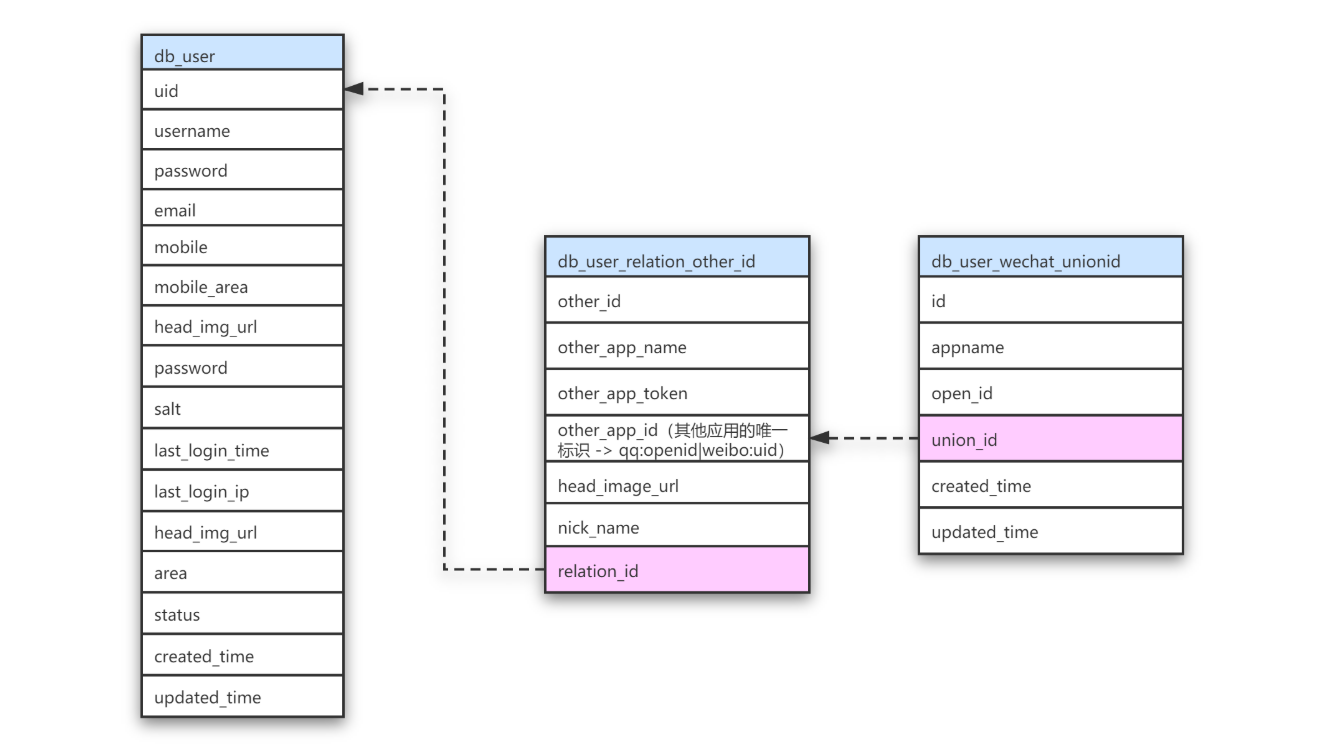 db_user
uid
username
password
email
mobile
mobile_area
head_img_url
password
salt
last_login_time
last_login_ip
head_img_url
area
status
created_time
updated_time
db_user_relation_other_id
other_id
other_app_name
other_app_token
other_app_id（其他应用的唯一
标识 -> qq:openid|weibo:uid）
head_image_url
nick_name
relation_id
db_user_wechat_unionid
id
appname
open_id
union_id
created_time
updated_time